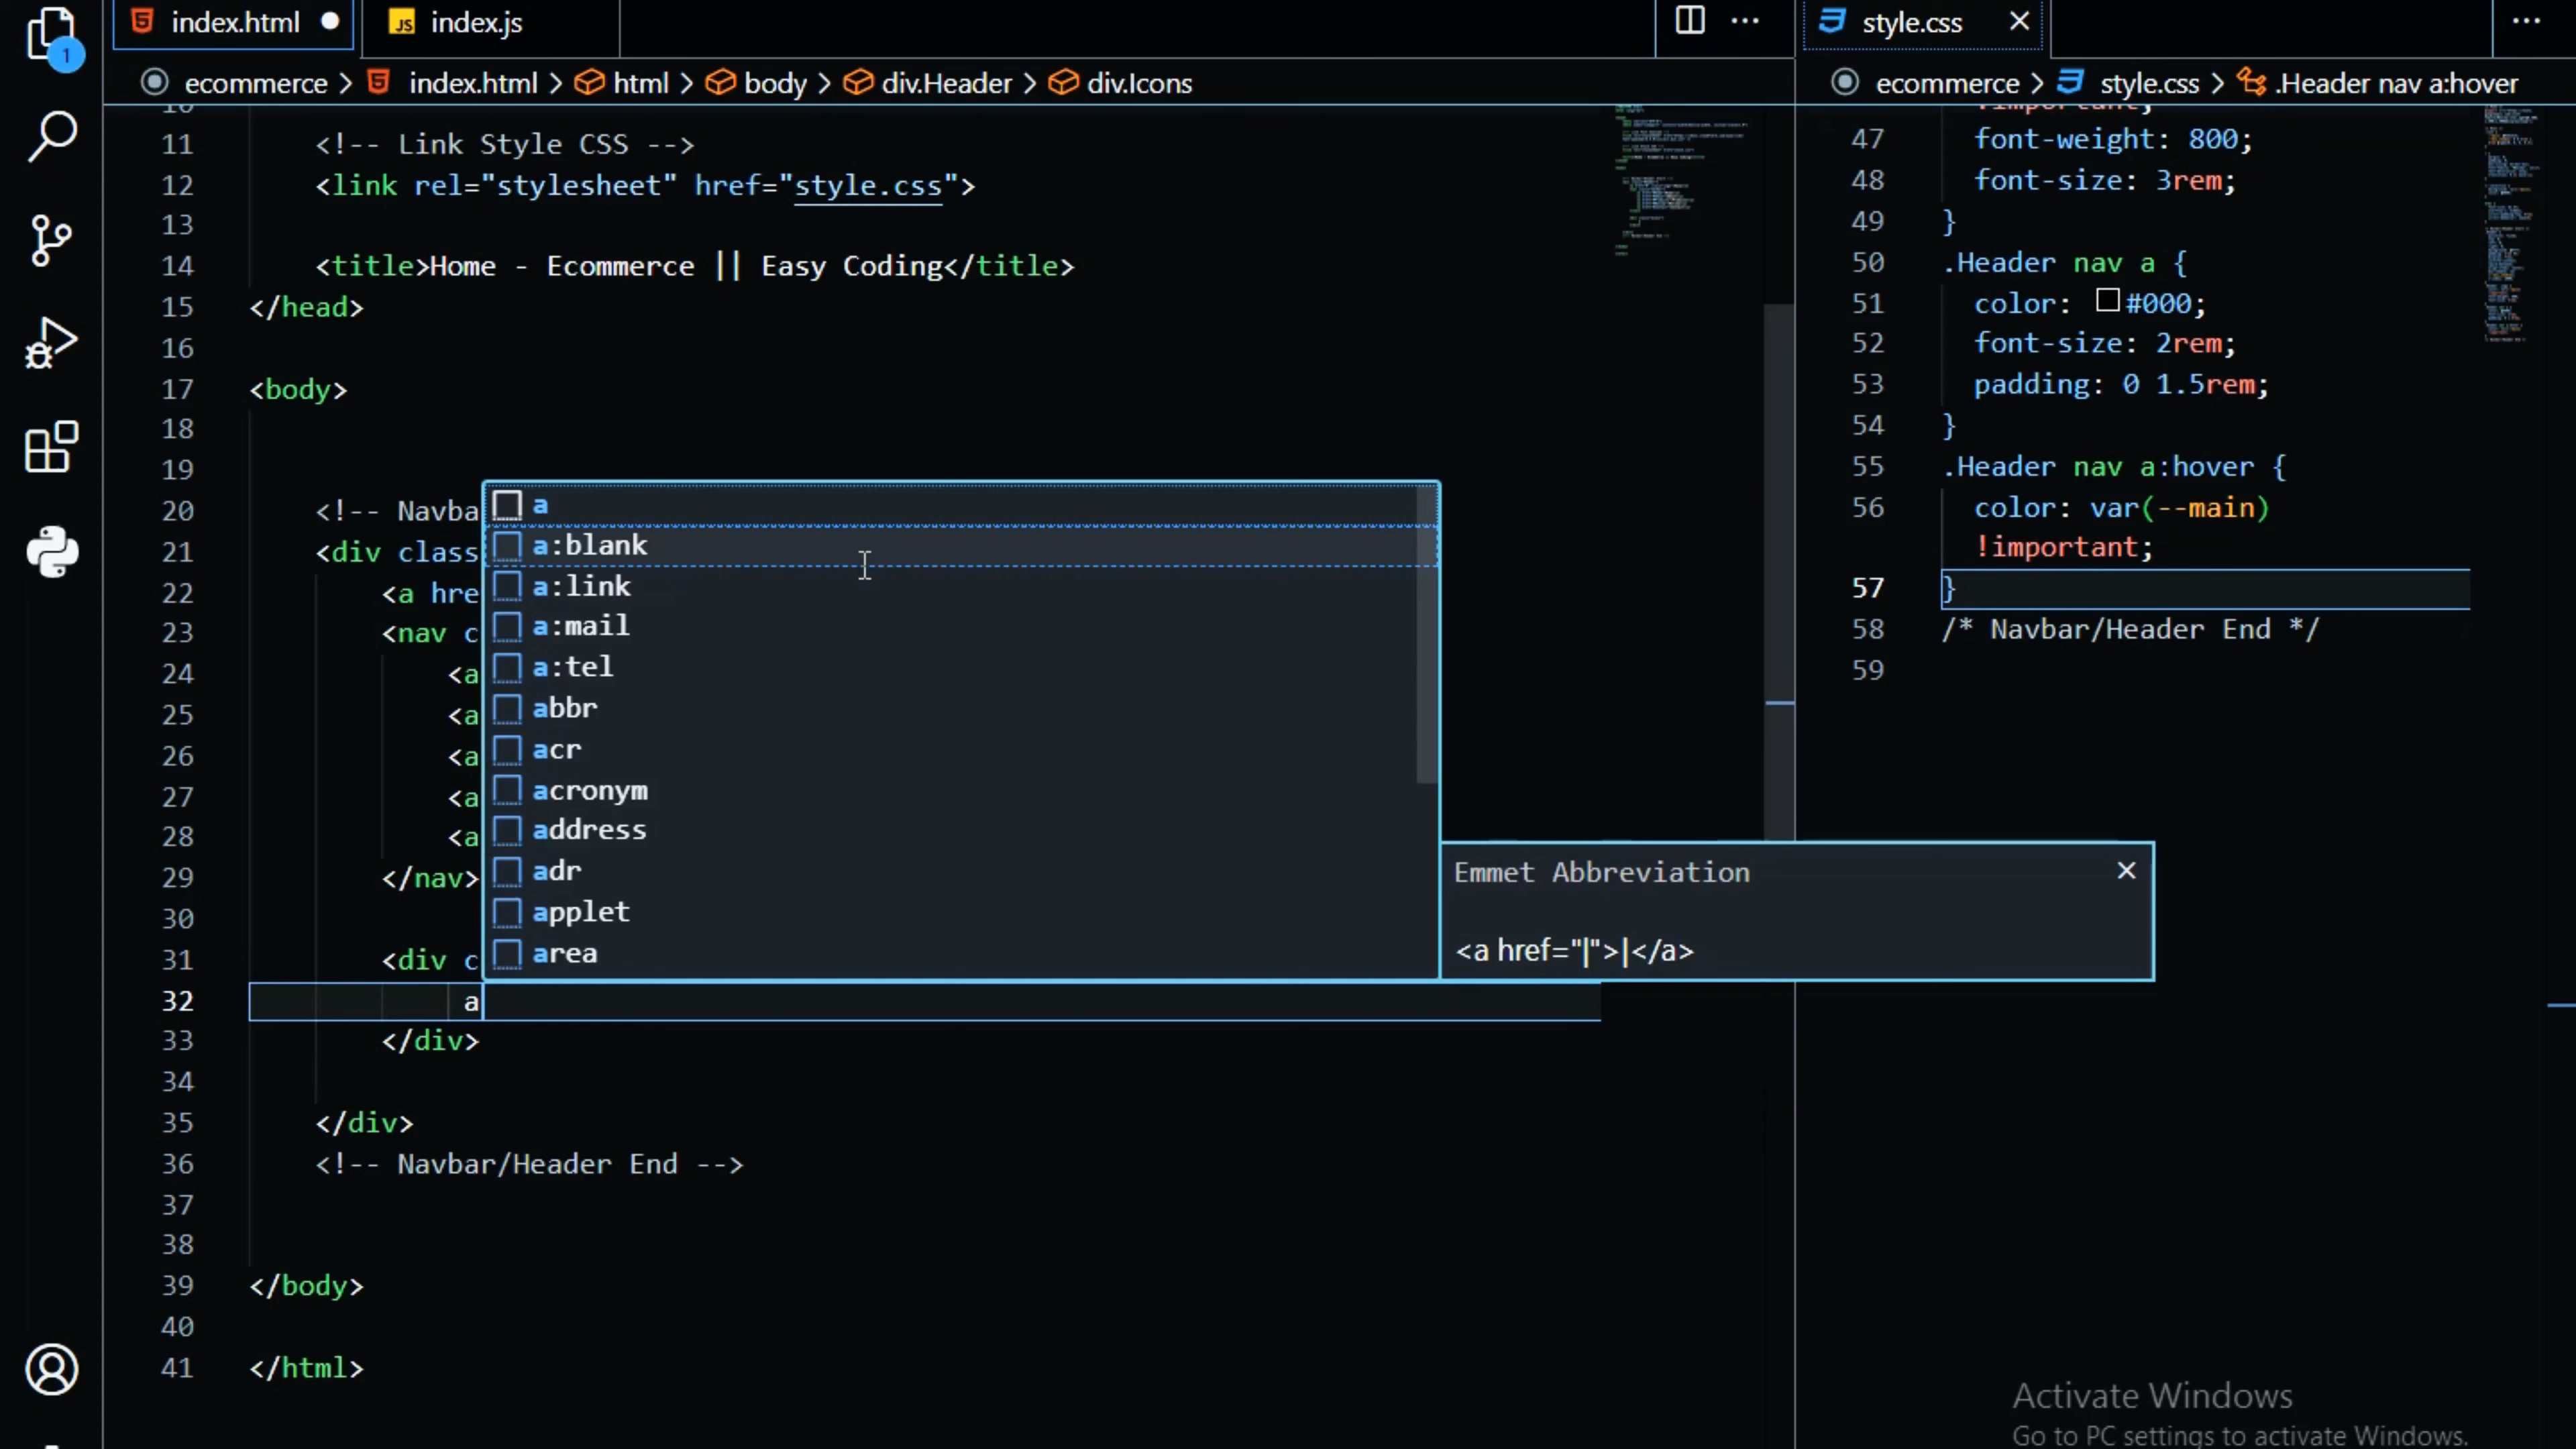 1
index.html
index.js
ecommerce > index.html > html > body > div.Header > div.Icons
11 <!-- Link Style CSS -->
12 <link rel="stylesheet" href="style.css">
13
14 <title>Home - Ecommerce || Easy Coding</title>
15 </head>
16
17 <body>
18
19
20 <!-- Navba
21 <div class
22 <a hre
23 <nav c
24 <a
25 <a
26 <a
27 <a
28 <a
29 </nav>
30
31 <div c
32 a
33 </div>
34
35 </div>
36 <!-- Navbar/Header End -->
37
38
39 </body>
40
41 </html>
a
a:blank
a:link
a:mail
a:tel
abbr
acr
acronym
address
adr
applet
area
Emmet Abbreviation
<a href="|">|</a>
style.css
ecommerce > style.css > .Header nav a:hover
!important;
47 font-weight: 800;
48 font-size: 3rem;
49 }
50 .Header nav a {
51 color: #000;
52 font-size: 2rem;
53 padding: 0 1.5rem;
54 }
55 .Header nav a:hover {
56 color: var(--main)
!important;
57 }
58 /* Navbar/Header End */
59
Activate Windows
Go to PC settings to activate Windows.